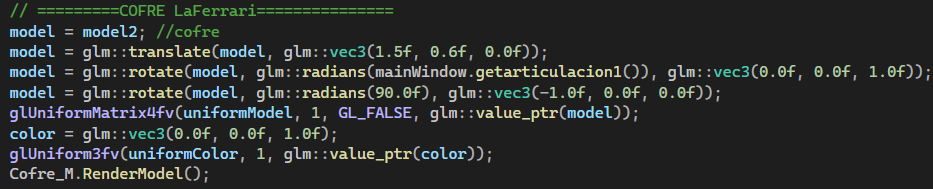 // =========COFRE LaFerrari===============
model = model2; //cofre
model = glm::translate(model, glm::vec3(1.5f, 0.6f, 0.0f));
model = glm::rotate(model, glm::radians(mainWindow.getarticulacion1()), glm::vec3(0.0f, 0.0f, 1.0f));
model = glm::rotate(model, glm::radians(90.0f), glm::vec3(-1.0f, 0.0f, 0.0f));
glUniformMatrix4fv(uniformModel, 1, GL_FALSE, glm::value_ptr(model));
color = glm::vec3(0.0f, 0.0f, 1.0f);
glUniform3fv(uniformColor, 1, glm::value_ptr(color));
Cofre_M.RenderModel();